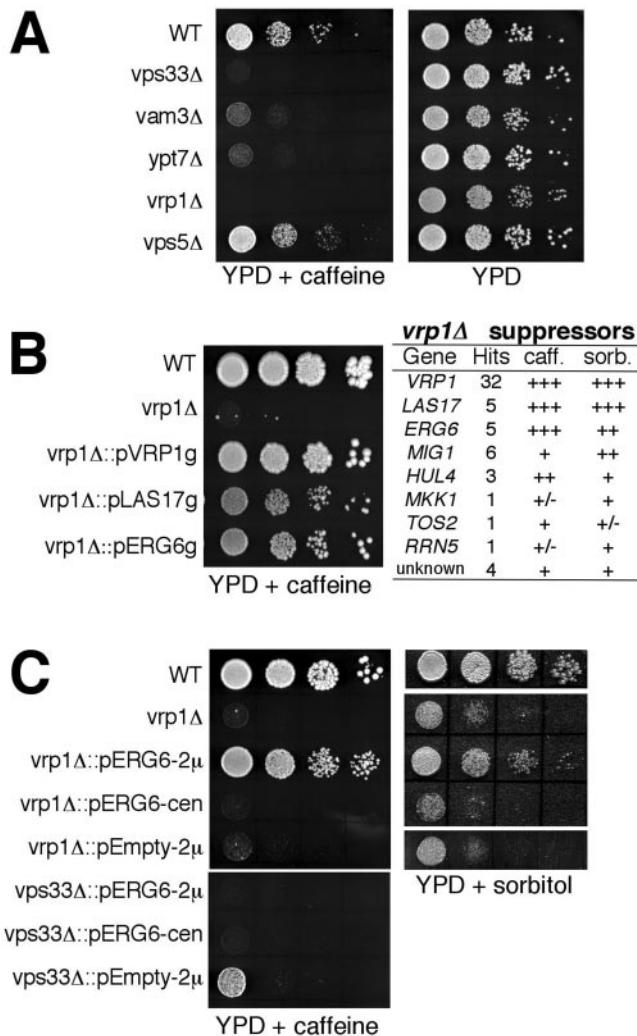 A
WT
vps33Δ
vam3Δ
ypt7Δ
vrp1Δ
vps5Δ
YPD + caffeine
YPD
B
WT
vrp1Δ
vrp1Δ::pVRP1g
vrp1Δ::pLAS17g
vrp1Δ::pERG6g
YPD + caffeine
vrp1Δ suppressors
Gene Hits caff. sorb.
VRP1 32 +++ +++
LAS17 5 +++ +++
ERG6 5 +++ ++
MIG1 6 + ++
HUL4 3 ++ +
MKK1 1 +/- +
TOS2 1 + +/-
RRN5 1 +/- +
unknown 4 + +
C
WT
vrp1Δ
vrp1Δ::pERG6-2μ
vrp1Δ::pERG6-cen
vrp1Δ::pEmpty-2μ
vps33Δ::pERG6-2μ
vps33Δ::pERG6-cen
vps33Δ::pEmpty-2μ
YPD + caffeine
YPD + sorbitol